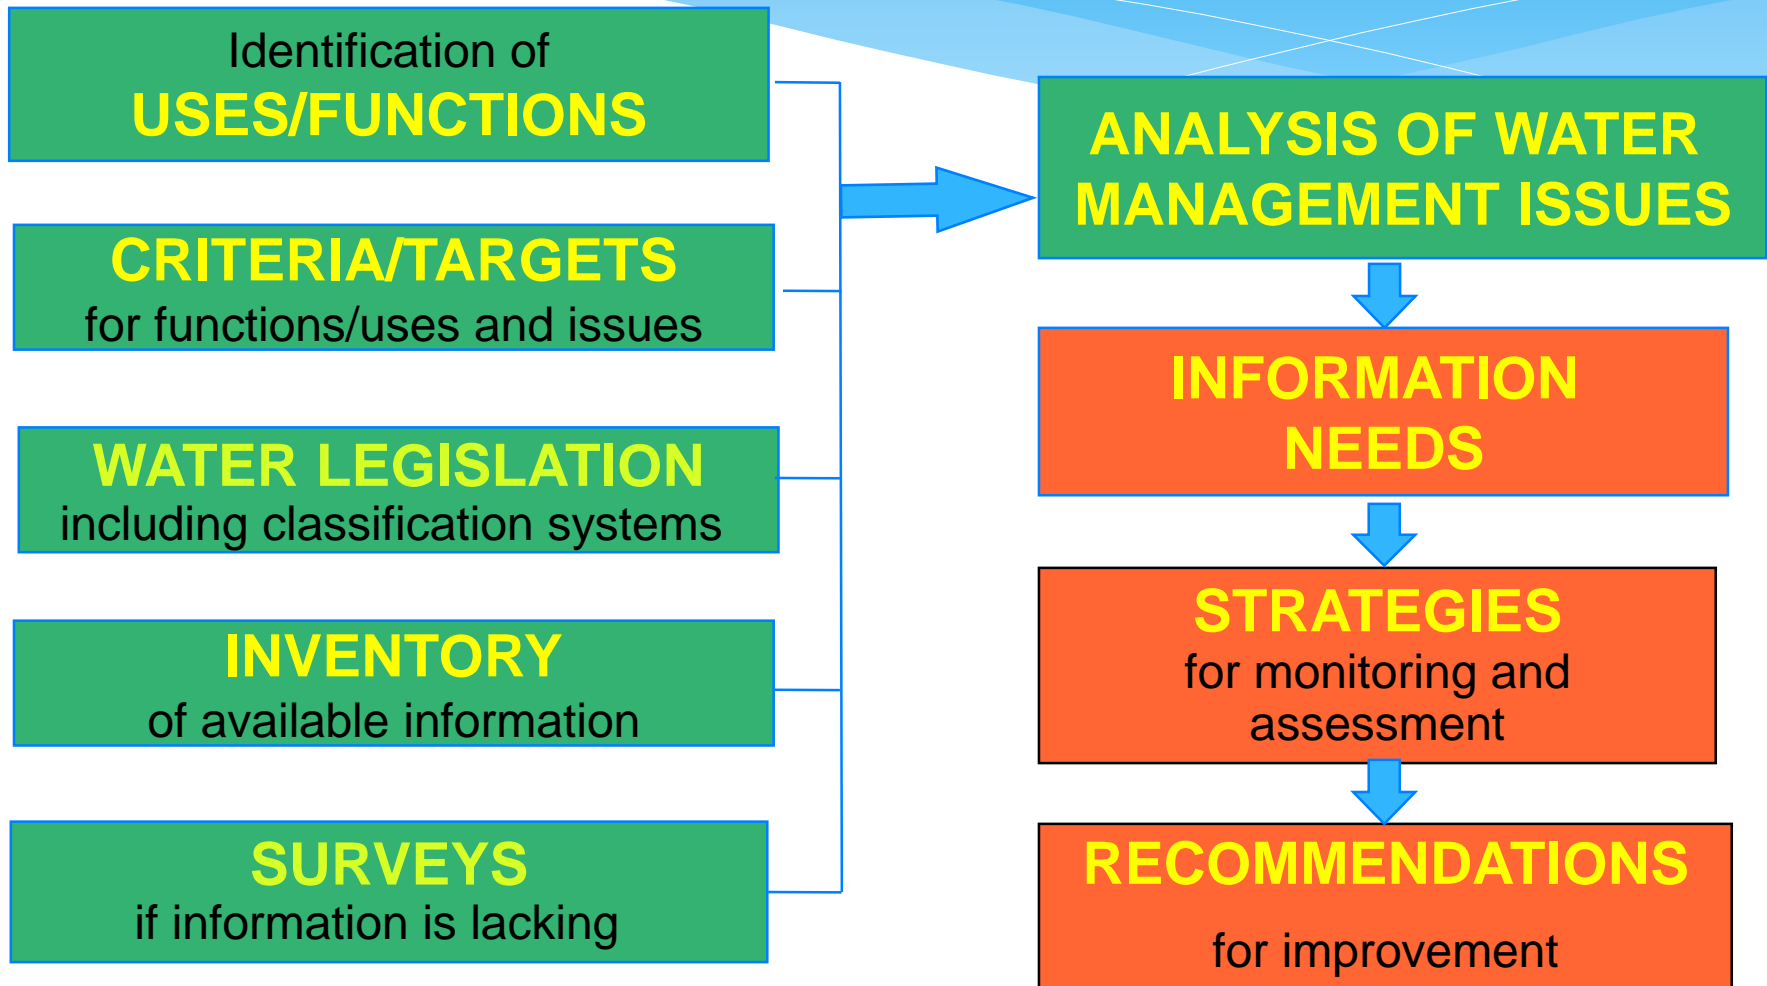 Identification of
USES/FUNCTIONS
CRITERIA/TARGETS
for functions/uses and issues
WATER LEGISLATION
including classification systems
INVENTORY
of available information
SURVEYS
if information is lacking
ANALYSIS OF WATER
MANAGEMENT ISSUES
INFORMATION
NEEDS
STRATEGIES
for monitoring and
assessment
RECOMMENDATIONS
for improvement